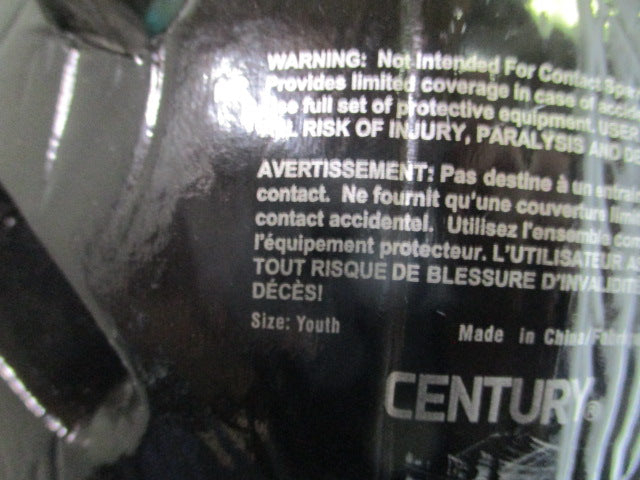 WARNING: Not Intended For Contact
Provides limited coverage in case of
full set of protective equipment. USER
RISK OF INJURY, PARALYSIS AND
AVERTISSEMENT: Pas destine à un
contact. Ne fournit qu'une couverture
contact accidentel. Utilisez l'ensemble
l'équipement protecteur. L'UTILISATEUR
TOUT RISQUE DE BLESSURE D'INVALIDITÉ
DÉCÈS!
Size: Youth
Made in China/
CENTURY®